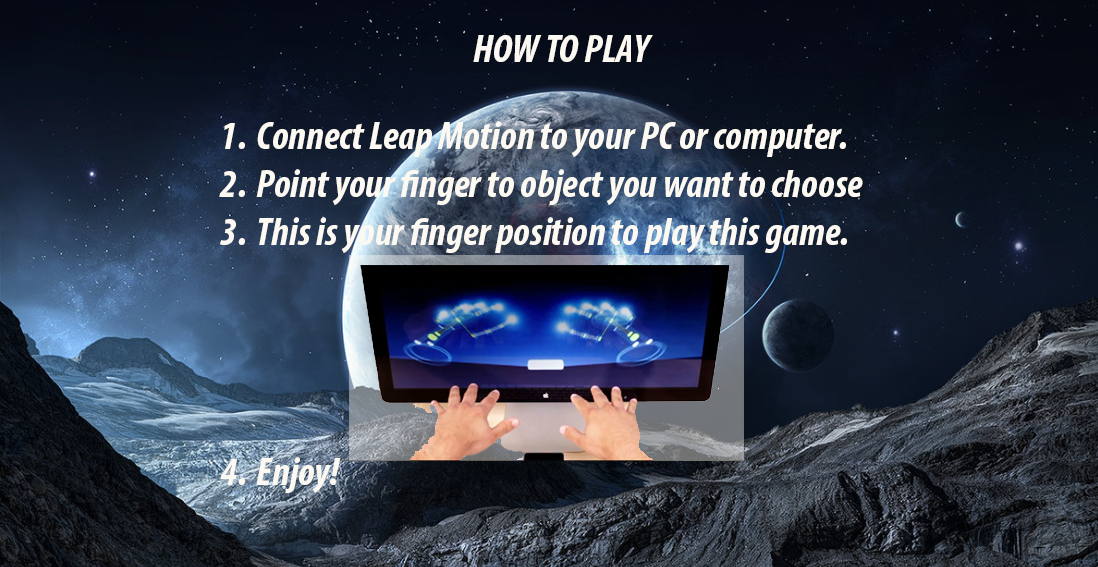 HOW TO PLAY
1. Connect Leap Motion to your PC or computer.
2. Point your finger to object you want to choose
3. This is your finger position to play this game.
4. Enjoy!